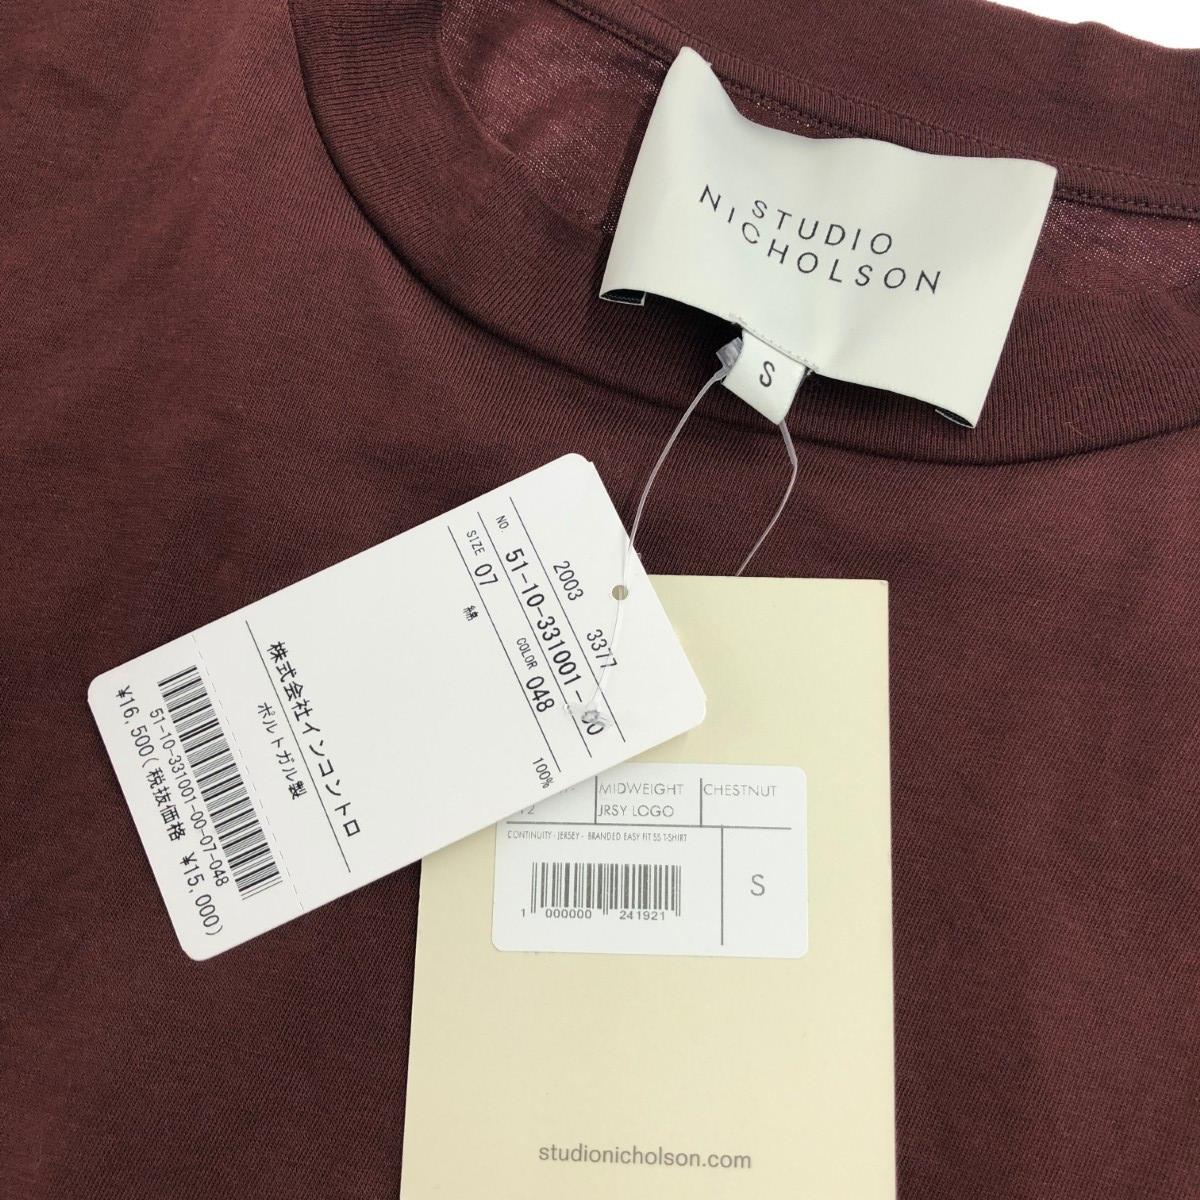 STUDIO
NICHOLSON
S
2003 3377
NO. 51-10-331001-00
SIZE 07 COLOR 048
綿 100%
株式会社インコントロ
ポルトガル製
51-10-331001-00-07-048
¥16,500(税抜価格 ¥15,000)
MIDWEIGHT
JRSY LOGO
CHESTNUT
CONTINUITY - JERSEY - BRANDED EASY FIT SS T-SHIRT
S
1 000000 241921
studionicholson.com